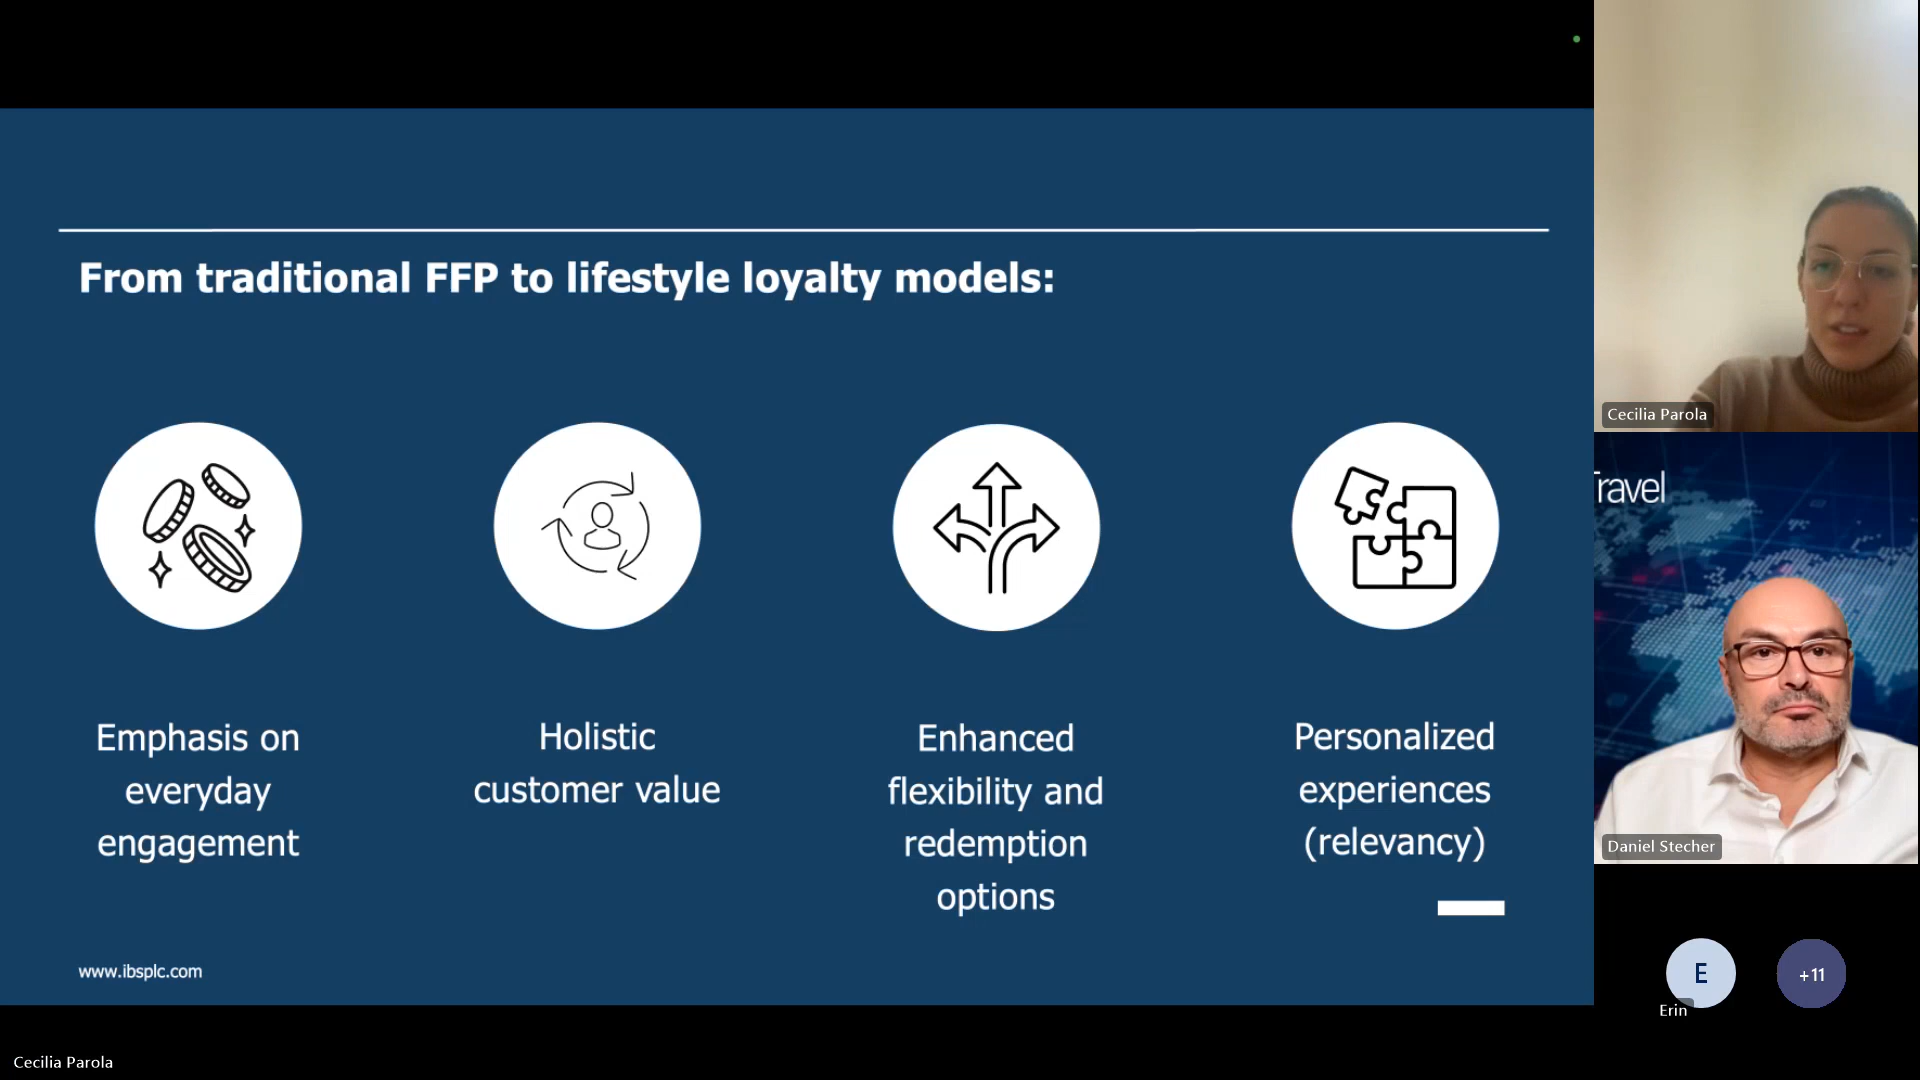 From traditional FFP to lifestyle loyalty models:
Emphasis on
everyday
engagement
Holistic
customer value
Enhanced
flexibility and
redemption
options
Personalized
experiences
(relevancy)
www.ibsplc.com
Cecilia Parola
Travel
Daniel Stecher
E
+11
Erin
Cecilia Parola